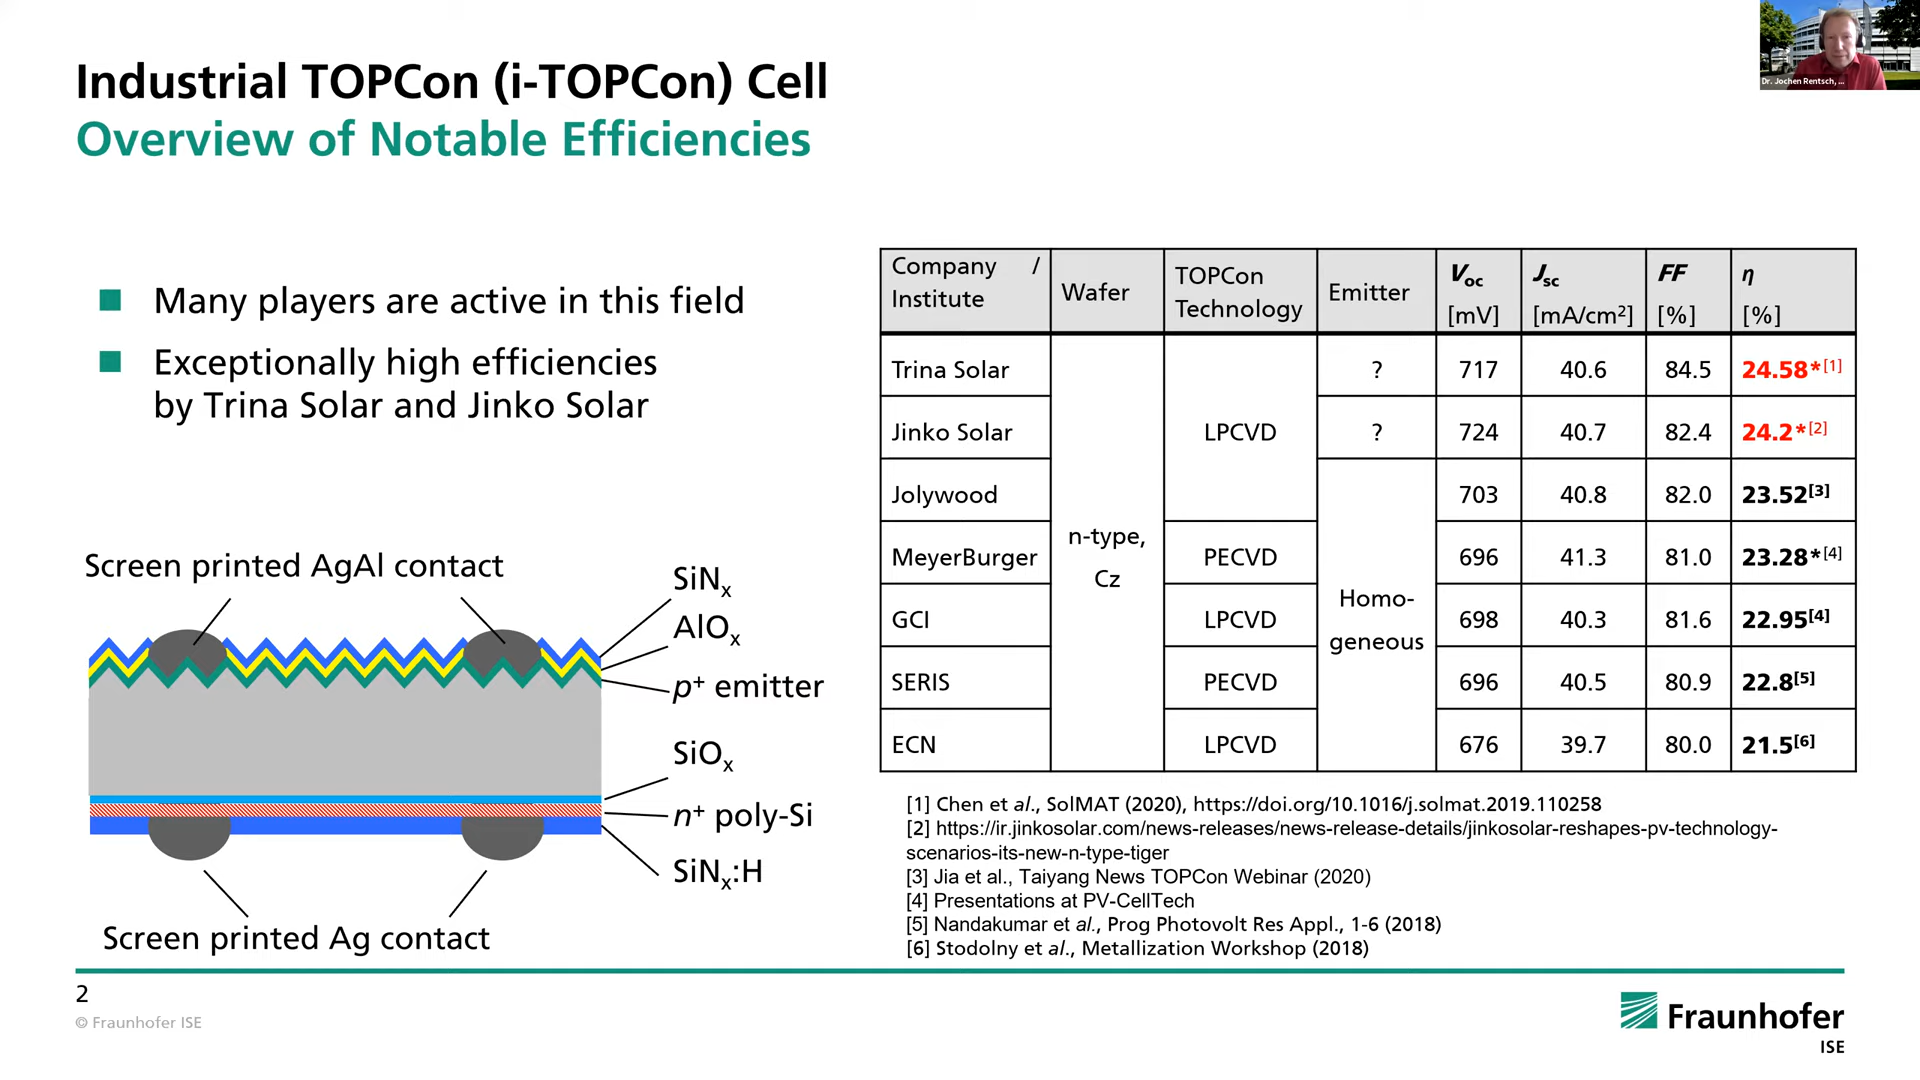 Industrial TOPCon (i-TOPCon) Cell
Overview of Notable Efficiencies
Dr. Jochen Rentsch, ...
Many players are active in this field
Exceptionally high efficiencies
by Trina Solar and Jinko Solar
Screen printed AgAl contact
SiNx
AlOx
p+ emitter
SiOx
n+ poly-Si
SiNx:H
Screen printed Ag contact
Company / Institute Wafer TOPCon Technology Emitter Voc [mV] Jsc [mA/cm²] FF [%] η [%]
Trina Solar ? 717 40.6 84.5 24.58*[1]
Jinko Solar LPCVD ? 724 40.7 82.4 24.2*[2]
Jolywood 703 40.8 82.0 23.52[3]
n-type, Cz
MeyerBurger PECVD 696 41.3 81.0 23.28*[4]
GCI LPCVD 698 40.3 81.6 22.95[4]
Homo-
geneous
SERIS PECVD 696 40.5 80.9 22.8[5]
ECN LPCVD 676 39.7 80.0 21.5[6]
[1] Chen et al., SolMAT (2020), https://doi.org/10.1016/j.solmat.2019.110258
[2] https://ir.jinkosolar.com/news-releases/news-release-details/jinkosolar-reshapes-pv-technology-
scenarios-its-new-n-type-tiger
[3] Jia et al., Taiyang News TOPCon Webinar (2020)
[4] Presentations at PV-CellTech
[5] Nandakumar et al., Prog Photovolt Res Appl., 1-6 (2018)
[6] Stodolny et al., Metallization Workshop (2018)
2
© Fraunhofer ISE
Fraunhofer
ISE